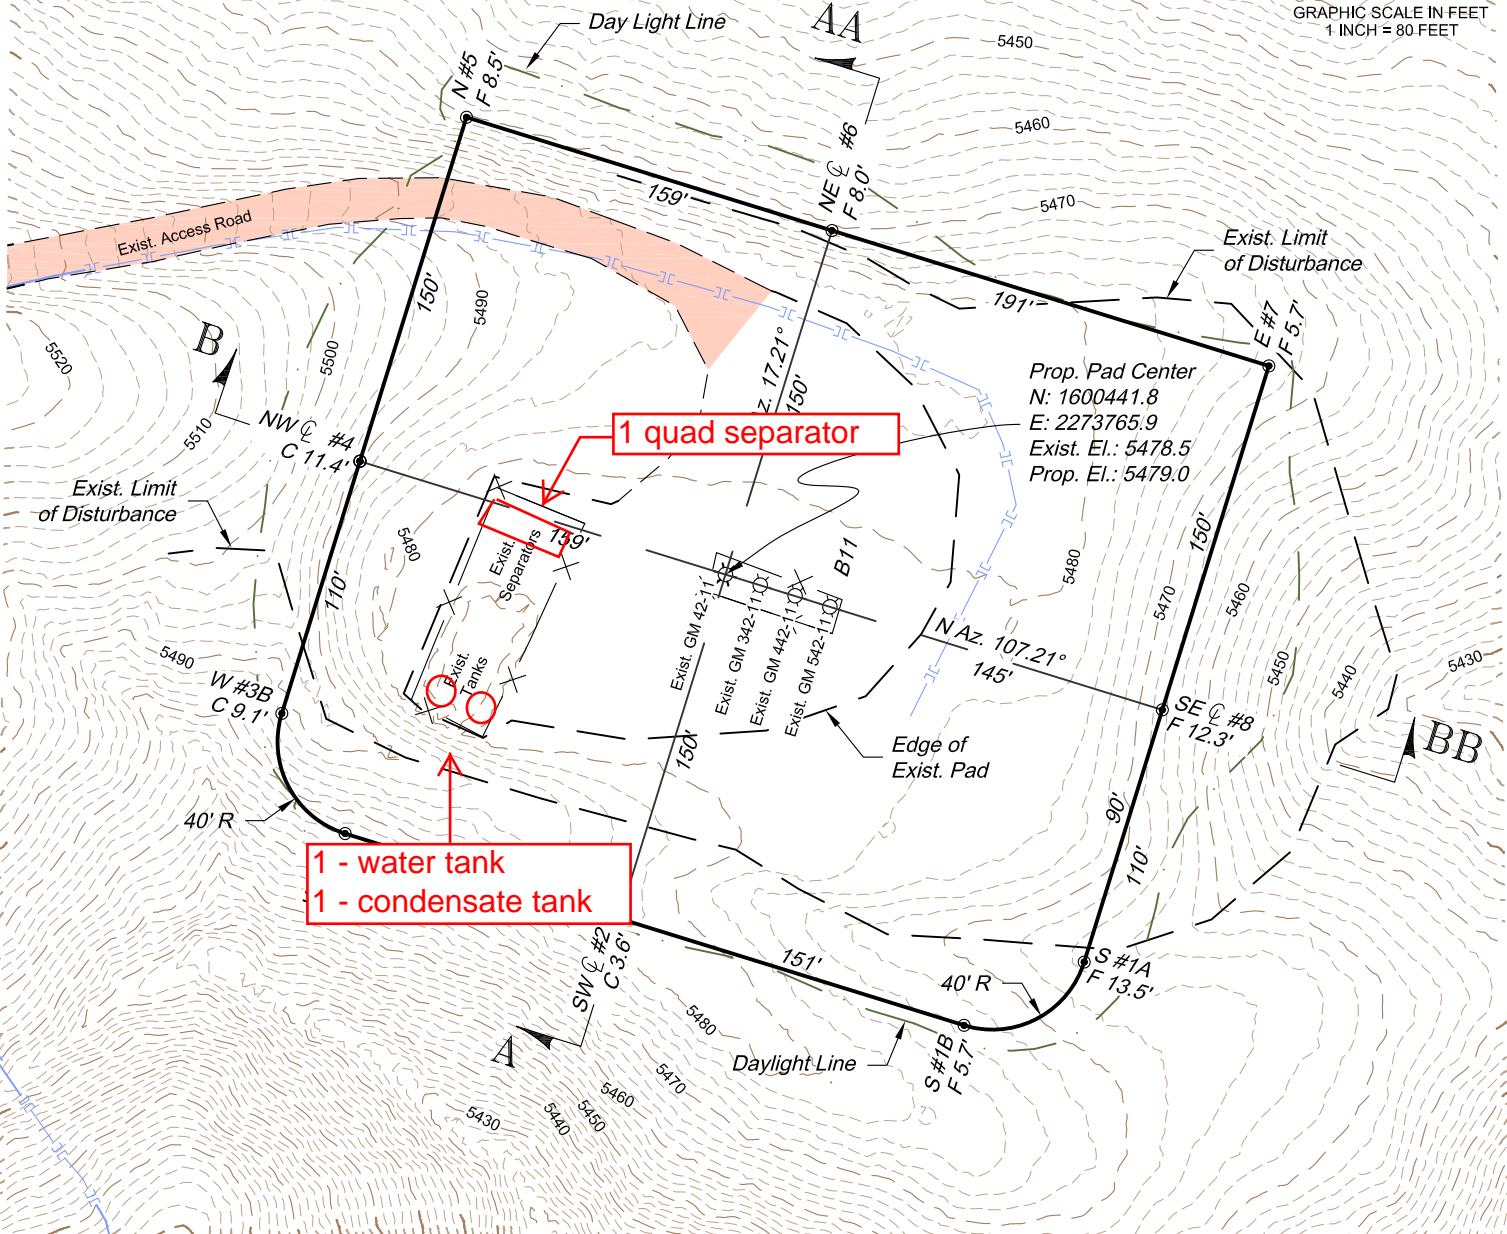 GRAPHIC SCALE IN FEET
1 INCH = 80 FEET
Day Light Line
AA
5450
N #5
F 8.5'
5460
NE ℄ #6
F 8.0'
159'
5470
Exist. Access Road
Exist. Limit
of Disturbance
150'
5490
191'
E #7
F 5.7'
B
5520
5500
N Az. 17.21°
150'
Prop. Pad Center
N: 1600441.8
E: 2273765.9
Exist. El.: 5478.5
Prop. El.: 5479.0
5510
NW ℄ #4
C 11.4'
1 quad separator
Exist. Limit
of Disturbance
5480
159'
Exist.
Separators
B11
150'
5480
110'
5470
5460
Exist. GM 42-11
Exist. GM 342-11
Exist. GM 442-11
Exist. GM 542-11
N Az. 107.21°
145'
5490
Exist.
Tanks
5450
5440
5430
W #3B
C 9.1'
SE ℄ #8
F 12.3'
150'
Edge of
Exist. Pad
BB
40' R
90'
1 - water tank
1 - condensate tank
110'
SW ℄ #2
C 3.6'
151'
S #1A
F 13.5'
40' R
A
5480
Daylight Line
S #1B
F 5.7'
5470
5460
5450
5440
5430